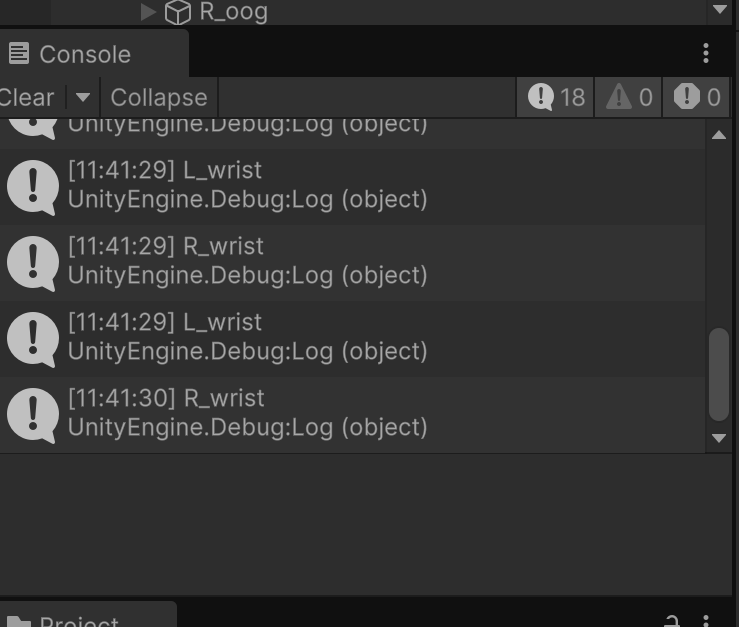 R_oog
Console
Clear
Collapse
18
0
0
UnityEngine.Debug:Log (object)
[11:41:29] L_wrist
UnityEngine.Debug:Log (object)
[11:41:29] R_wrist
UnityEngine.Debug:Log (object)
[11:41:29] L_wrist
UnityEngine.Debug:Log (object)
[11:41:30] R_wrist
UnityEngine.Debug:Log (object)
Project